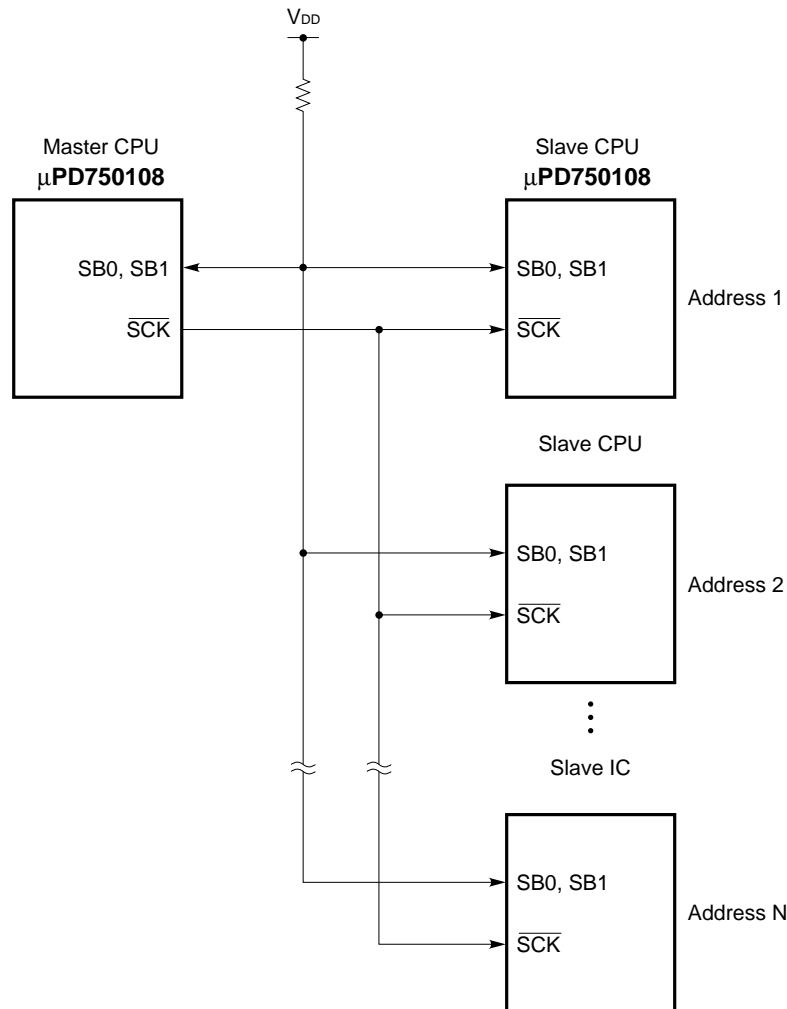 VDD
Master CPU
μPD750108
SB0, SB1
SCK
Slave CPU
μPD750108
SB0, SB1
SCK
Address 1
Slave CPU
SB0, SB1
SCK
Address 2
Slave IC
SB0, SB1
SCK
Address N